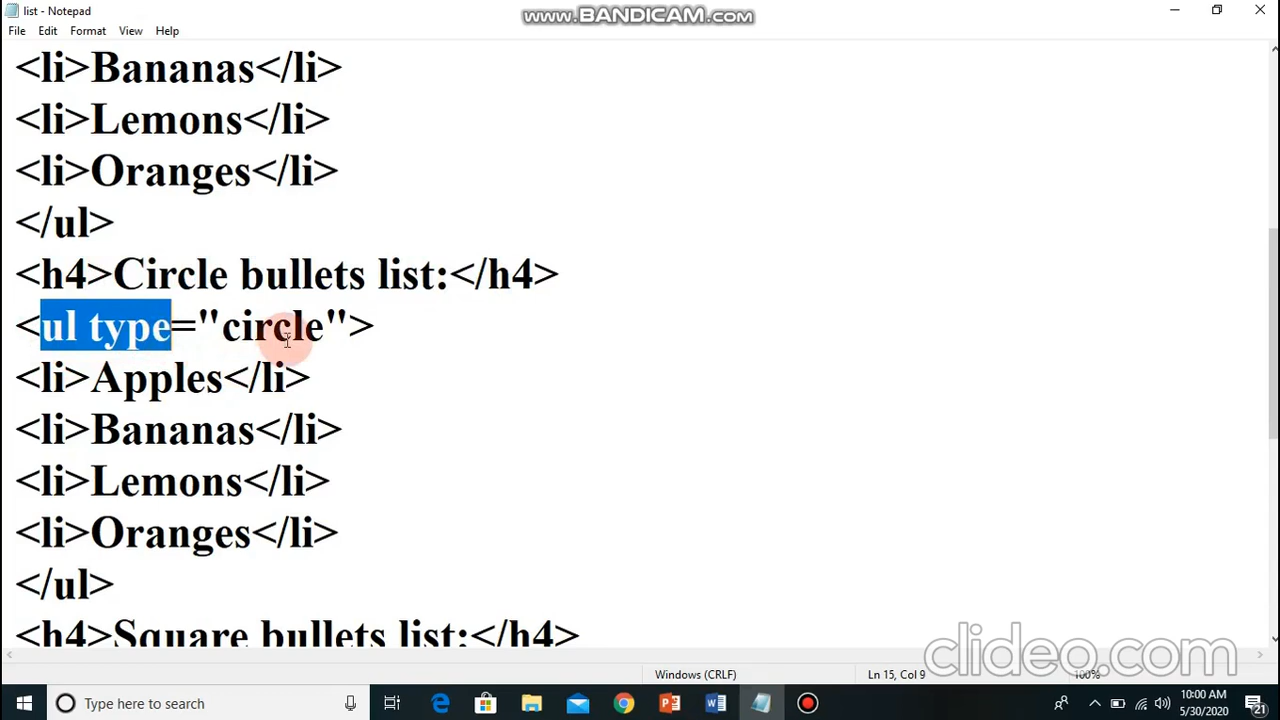 list - Notepad
www.BANDICAM.com
File Edit Format View Help
<li>Bananas</li>
<li>Lemons</li>
<li>Oranges</li>
</ul>
<h4>Circle bullets list:</h4>
<ul type="circle">
<li>Apples</li>
<li>Bananas</li>
<li>Lemons</li>
<li>Oranges</li>
</ul>
<h4>Square bullets list:</h4>
clideo.com
Windows (CRLF) Ln 15, Col 9 100%
Type here to search
10:00 AM
5/30/2020
21